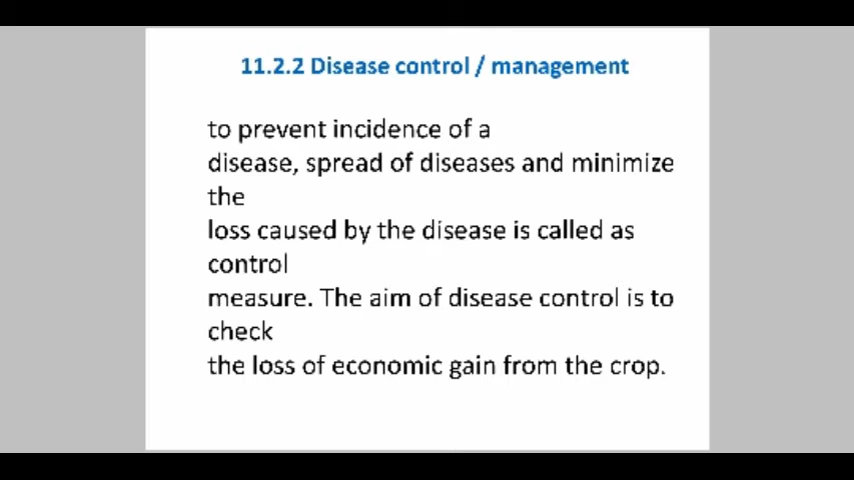 11.2.2 Disease control / management
to prevent incidence of a
disease, spread of diseases and minimize
the
loss caused by the disease is called as
control
measure. The aim of disease control is to
check
the loss of economic gain from the crop.